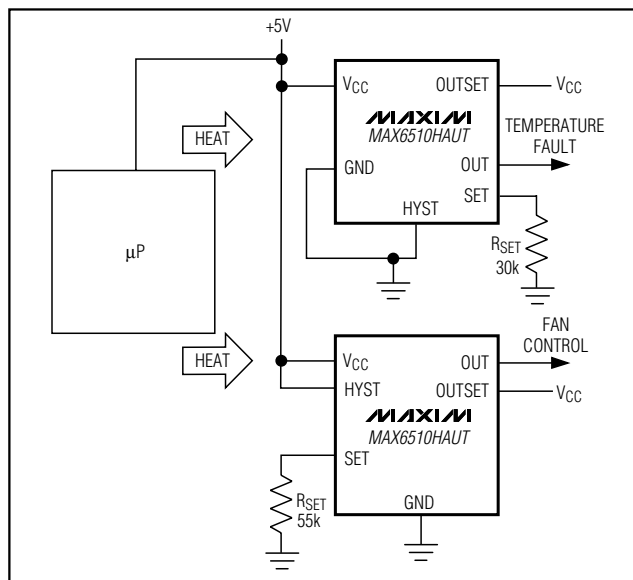 +5V
μP
HEAT
VCC
OUTSET
VCC
MAXIM
MAX6510HAUT
TEMPERATURE
FAULT
GND
OUT
SET
HYST
RSET
30k
HEAT
VCC
HYST
OUT
FAN
CONTROL
OUTSET
VCC
MAXIM
MAX6510HAUT
SET
GND
RSET
55k